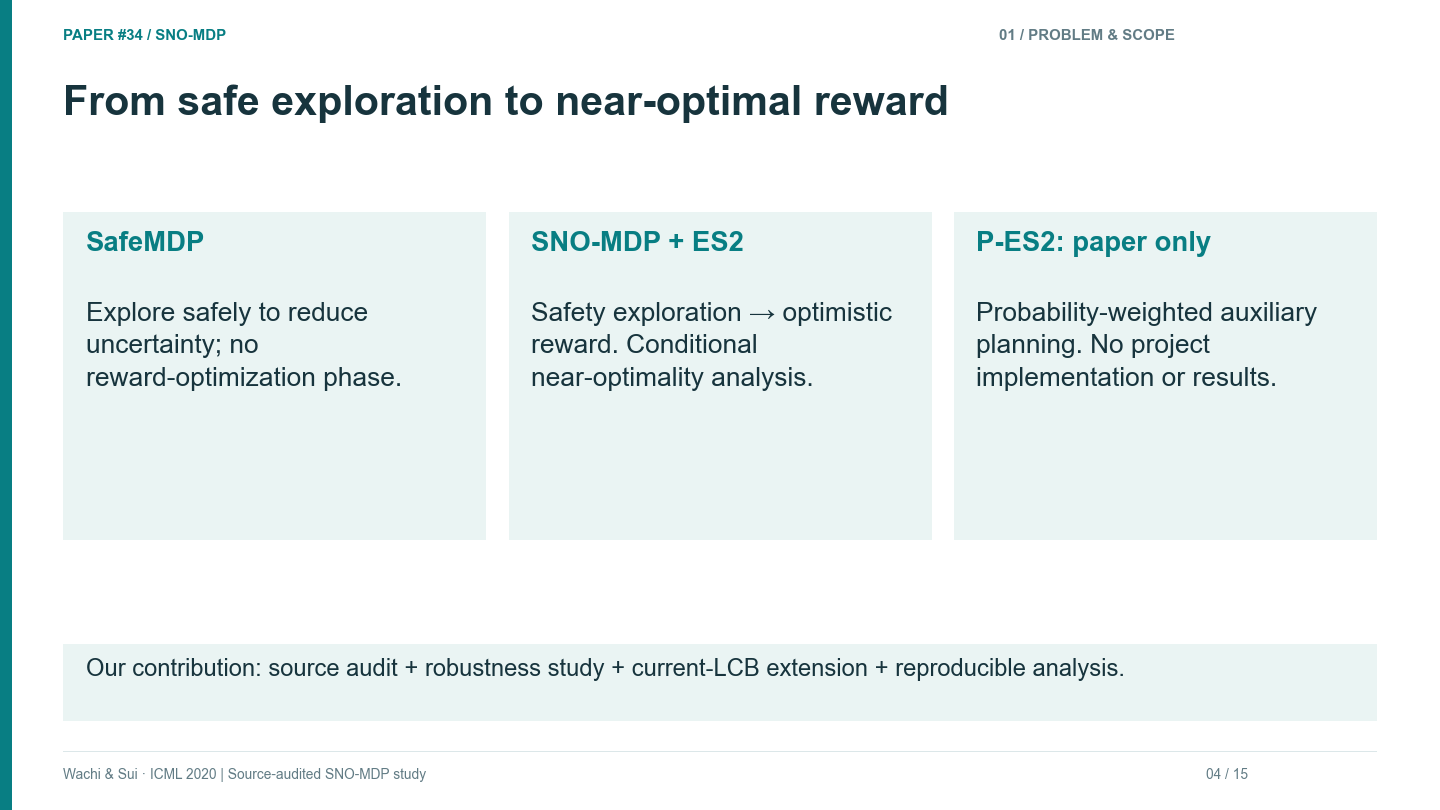 PAPER #34 / SNO-MDP
01 / PROBLEM & SCOPE
From safe exploration to near-optimal reward
SafeMDP
Explore safely to reduce
uncertainty; no
reward-optimization phase.
SNO-MDP + ES2
Safety exploration → optimistic
reward. Conditional
near-optimality analysis.
P-ES2: paper only
Probability-weighted auxiliary
planning. No project
implementation or results.
Our contribution: source audit + robustness study + current-LCB extension + reproducible analysis.
Wachi & Sui · ICML 2020 | Source-audited SNO-MDP study
04 / 15